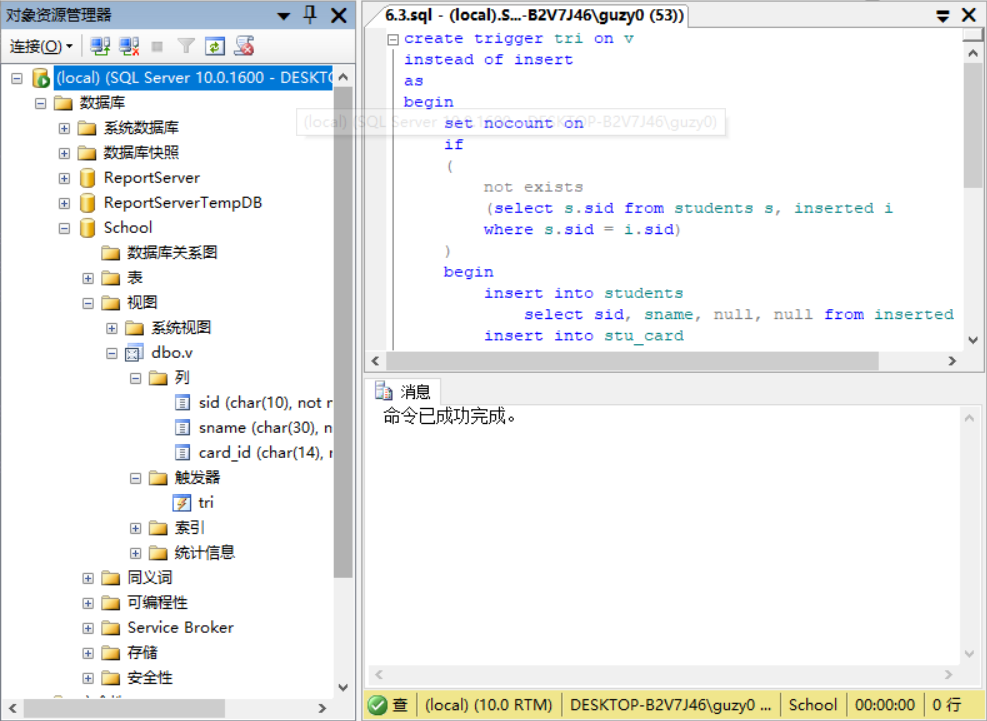 对象资源管理器
连接(O)
(local) (SQL Server 10.0.1600 - DESKTO
数据库
系统数据库
数据库快照
ReportServer
ReportServerTempDB
School
数据库关系图
表
视图
系统视图
dbo.v
列
sid (char(10), not n
sname (char(30), n
card_id (char(14), n
触发器
tri
索引
统计信息
同义词
可编程性
Service Broker
存储
安全性
6.3.sql - (local).S...-B2V7J46\guzy0 (53))
create trigger tri on v
instead of insert
as
begin
(local) (SQL Server 10.0.1600 - DESKTOP-B2V7J46\guzy0)
set nocount on
if
(
not exists
(select s.sid from students s, inserted i
where s.sid = i.sid)
)
begin
insert into students
select sid, sname, null, null from inserted
insert into stu_card
消息
命令已成功完成。
查 (local) (10.0 RTM) DESKTOP-B2V7J46\guzy0 ... School 00:00:00 0 行